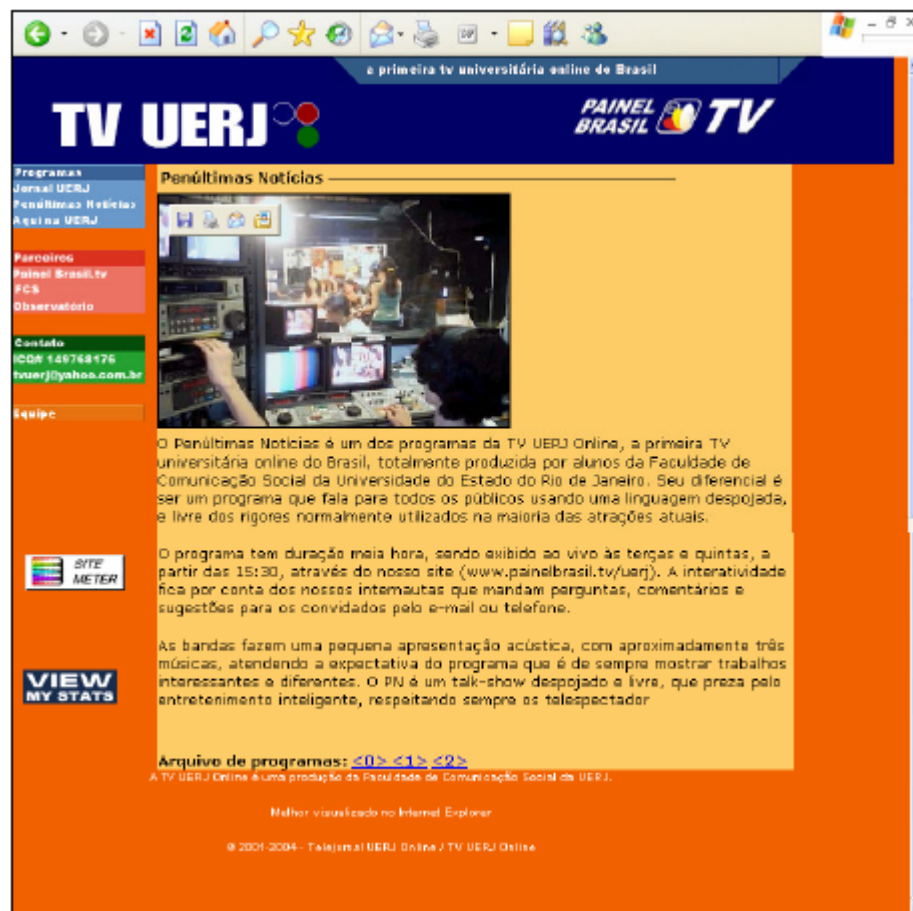 a primeira tv universitária online do Brasil
TV UERJ
PAINEL
BRASIL TV
Programas
Jornal UERJ
Penúltimas Notícias
Aqui na UERJ
Parceiros
Painel Brasil.tv
FCS
Observatório
Contato
ICQ# 149768176
tvuerj@yahoo.com.br
Equipe
SITE
METER
VIEW
MY STATS
Penúltimas Notícias
O Penúltimas Notícias é um dos programas da TV UERJ Online, a primeira TV
universitária online do Brasil, totalmente produzida por alunos da Faculdade de
Comunicação Social da Universidade do Estado do Rio de Janeiro. Seu diferencial é
ser um programa que fala para todos os públicos usando uma linguagem despojada,
e livre dos rigores normalmente utilizados na maioria das atrações atuais.
O programa tem duração meia hora, sendo exibido ao vivo às terças e quintas, a
partir das 15:30, através do nosso site (www.painelbrasil.tv/uerj). A interatividade
fica por conta dos nossos internautas que mandam perguntas, comentários e
sugestões para os convidados pelo e-mail ou telefone.
As bandas fazem uma pequena apresentação acústica, com aproximadamente três
músicas, atendendo a expectativa do programa que é de sempre mostrar trabalhos
interessantes e diferentes. O PN é um talk-show despojado e livre, que preza pelo
entretenimento inteligente, respeitando sempre os telespectador
Arquivo de programas: <0> <1> <2>
A TV UERJ Online é uma produção da Faculdade de Comunicação Social da UERJ.
Melhor visualizado no Internet Explorer
© 2001-2004 - Telejornal UERJ Online / TV UERJ Online